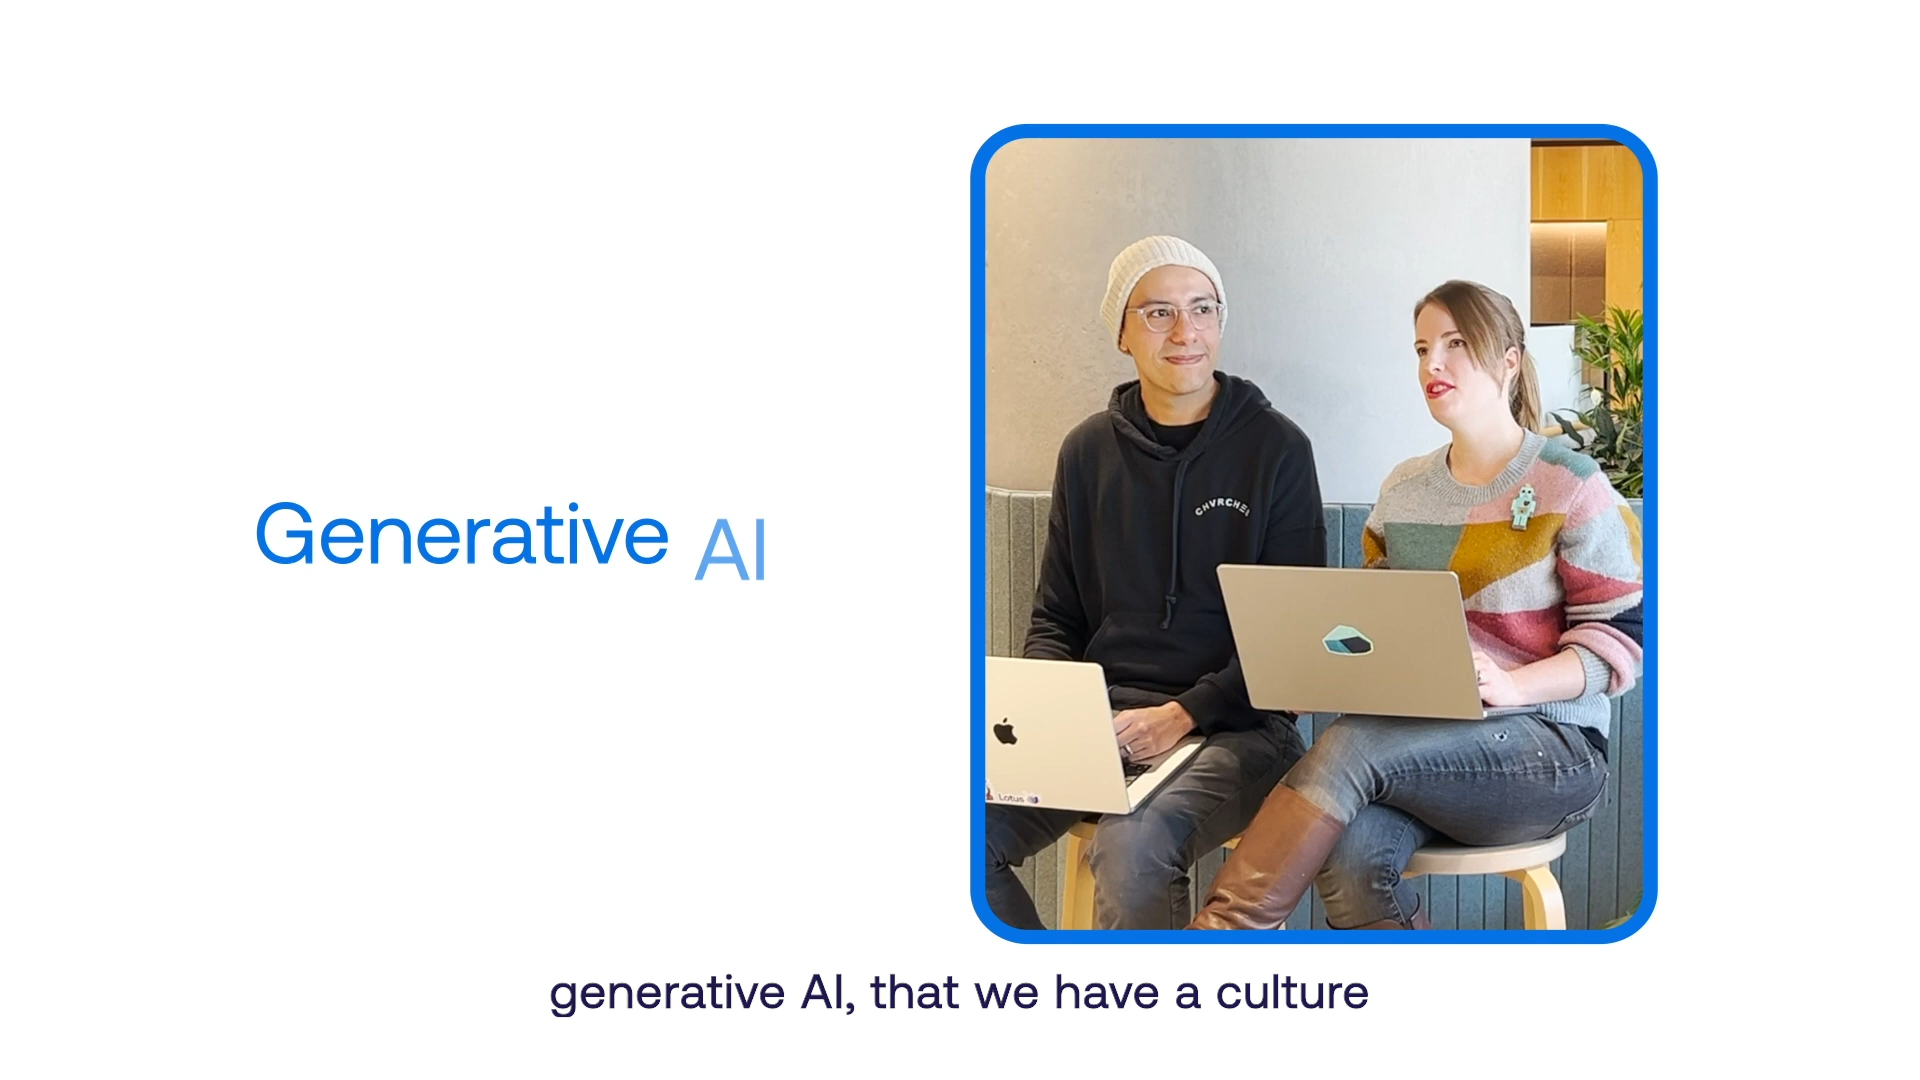 Generative AI
CHVRCHES
Lotus
generative AI, that we have a culture